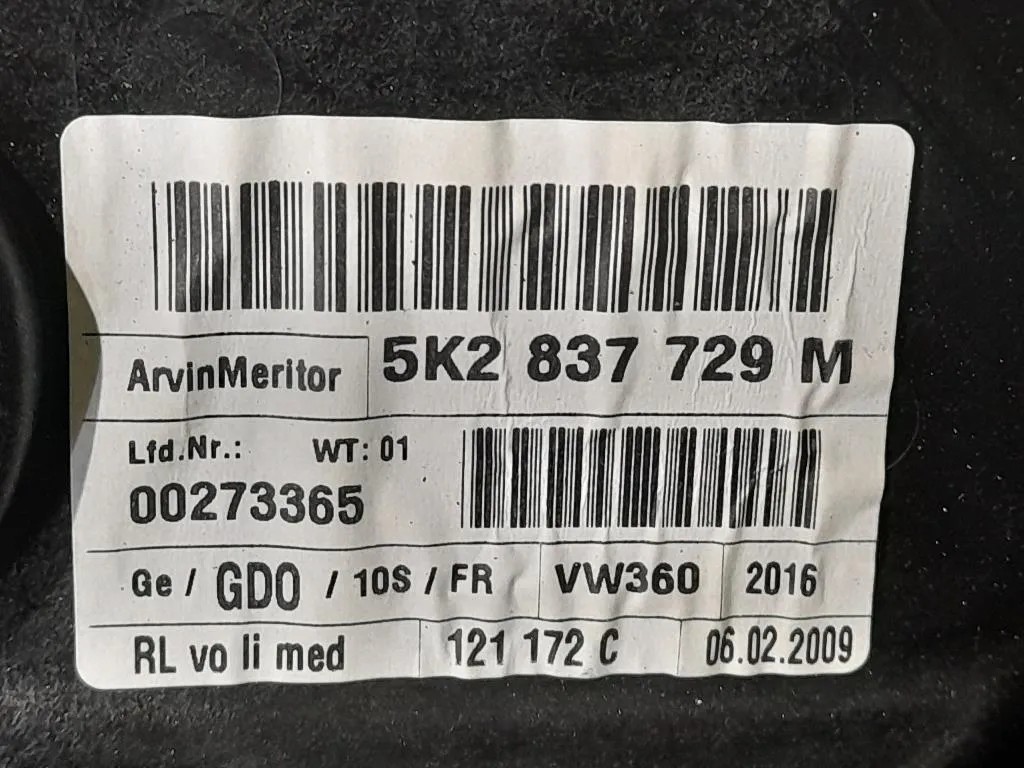 ArvinMeritor 5K2 837 729 M
Lfd.Nr.: WT: 01
00273365
Ge / GDO / 10S / FR VW360 2016
RL vo li med 121 172 C 06.02.2009